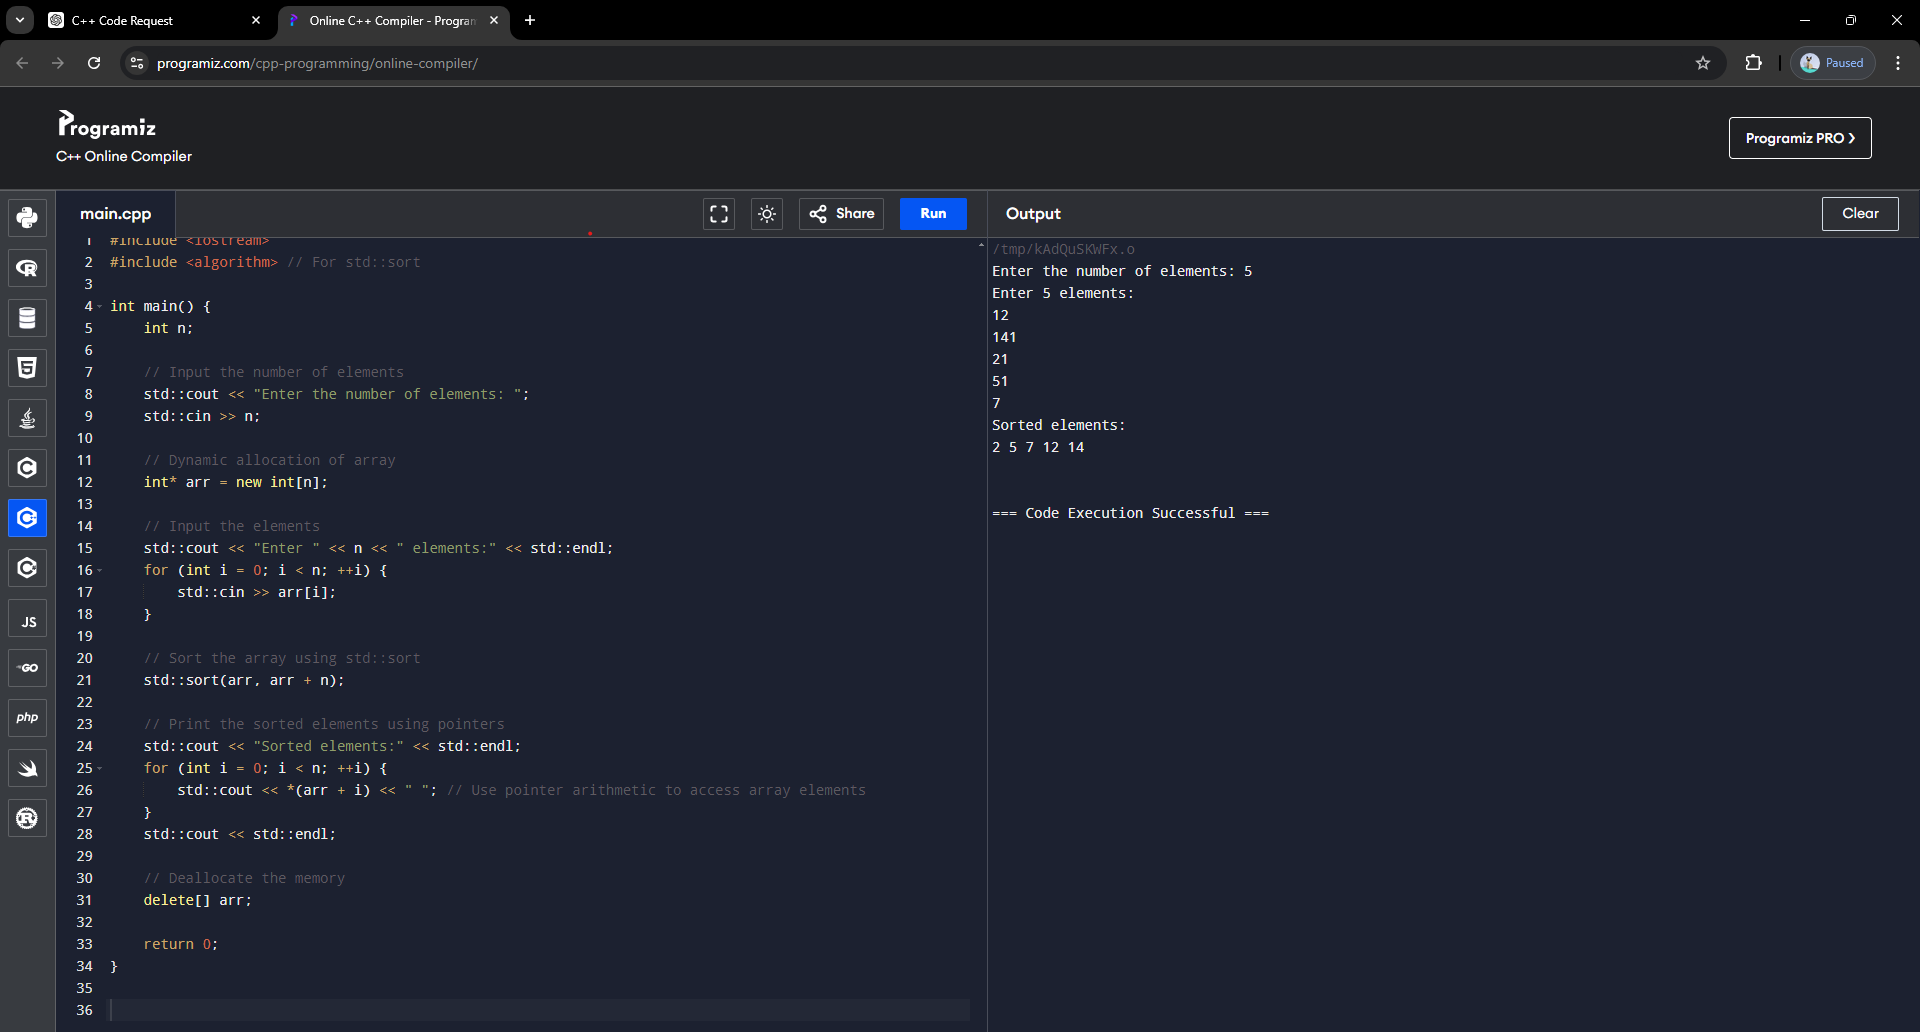 C++ Code Request
Online C++ Compiler - Program
programiz.com/cpp-programming/online-compiler/
Paused
Programiz
C++ Online Compiler
Programiz PRO ❯
main.cpp
Share
Run
Output
Clear
1 #include <iostream>
2 #include <algorithm> // For std::sort
3
4 int main() {
5     int n;
6
7     // Input the number of elements
8     std::cout << "Enter the number of elements: ";
9     std::cin >> n;
10
11     // Dynamic allocation of array
12     int* arr = new int[n];
13
14     // Input the elements
15     std::cout << "Enter " << n << " elements:" << std::endl;
16     for (int i = 0; i < n; ++i) {
17         std::cin >> arr[i];
18     }
19
20     // Sort the array using std::sort
21     std::sort(arr, arr + n);
22
23     // Print the sorted elements using pointers
24     std::cout << "Sorted elements:" << std::endl;
25     for (int i = 0; i < n; ++i) {
26         std::cout << *(arr + i) << " "; // Use pointer arithmetic to access array elements
27     }
28     std::cout << std::endl;
29
30     // Deallocate the memory
31     delete[] arr;
32
33     return 0;
34 }
35
36
/tmp/kAdQuSKWFx.o
Enter the number of elements: 5
Enter 5 elements:
12
141
21
51
7
Sorted elements:
2 5 7 12 14
=== Code Execution Successful ===
R
5
C
C
C
JS
GO
php
R